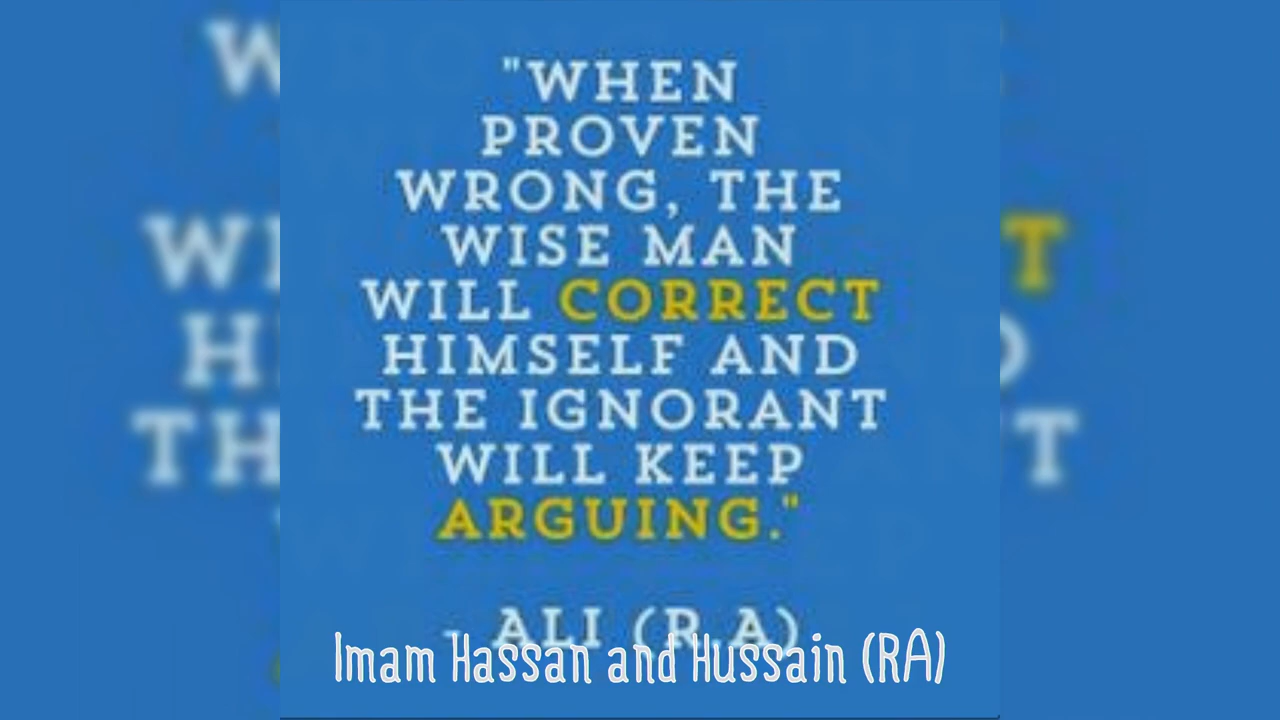 "WHEN
PROVEN
WRONG, THE
WISE MAN
WILL CORRECT
HIMSELF AND
THE IGNORANT
WILL KEEP
ARGUING."
- ALI (R.A)
Imam Hassan and Hussain (RA)